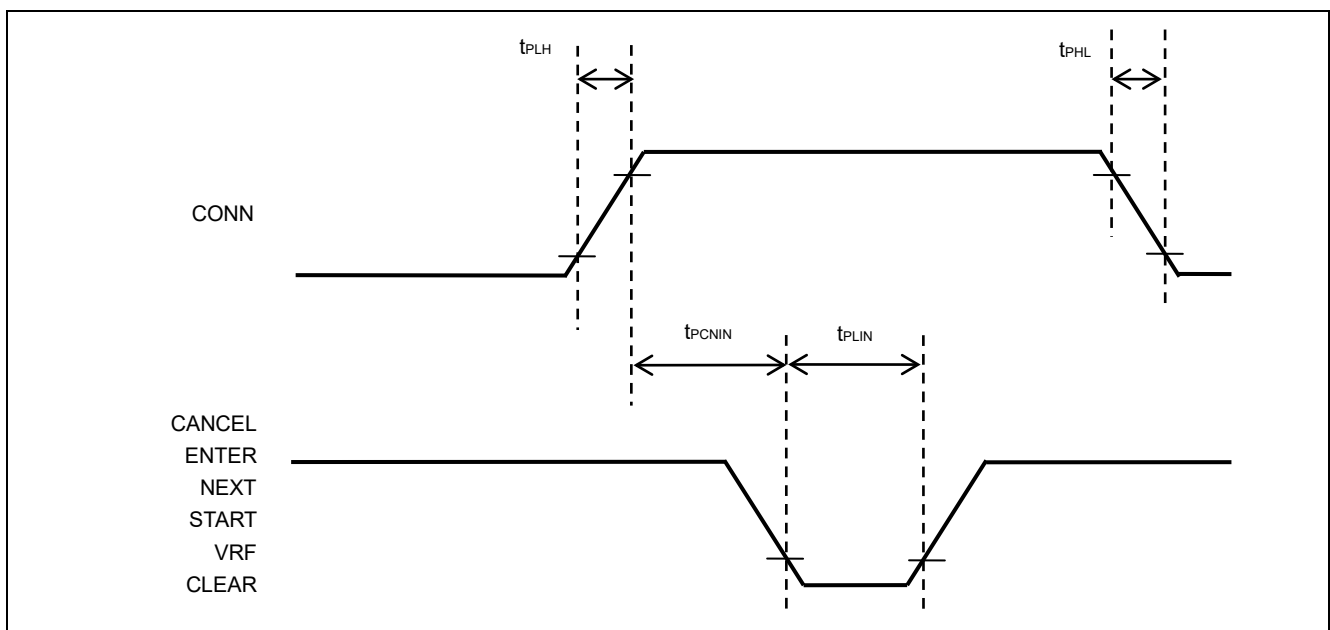 tPLH
tPHL
CONN
tPCNIN
tPLIN
CANCEL
ENTER
NEXT
START
VRF
CLEAR